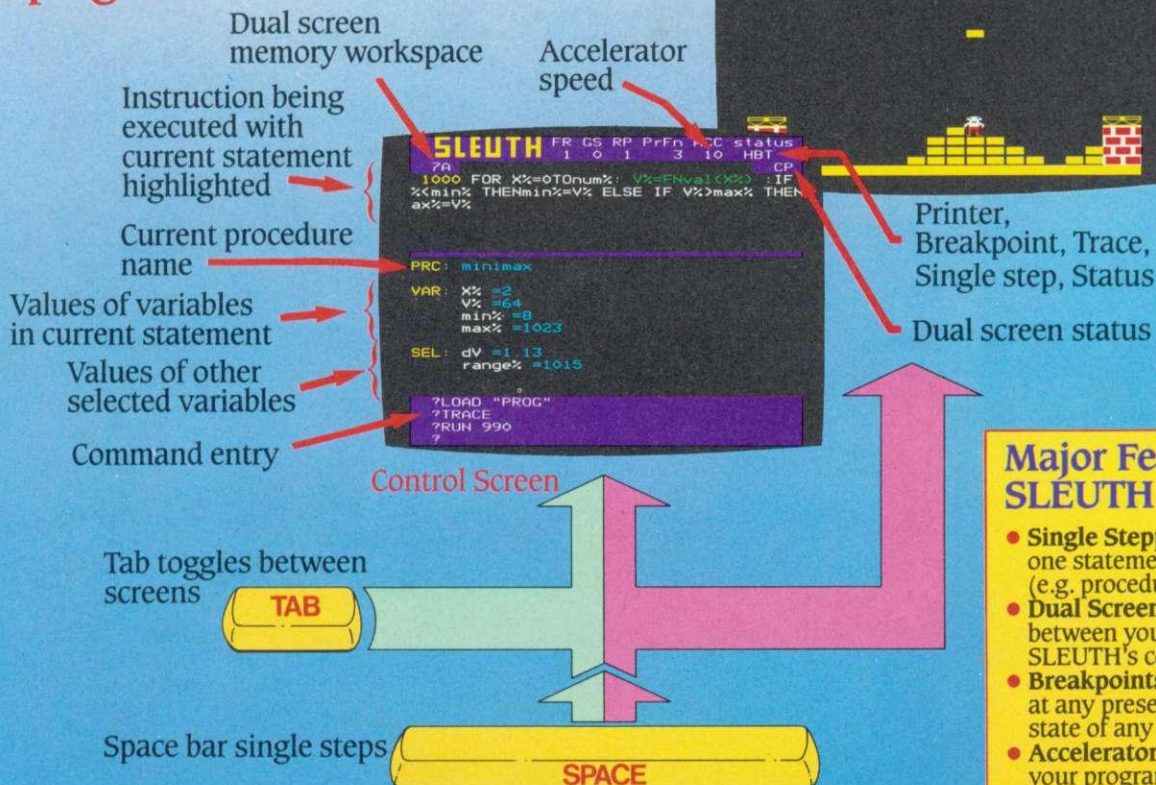 Dual screen
memory workspace
Accelerator
speed
Instruction being
executed with
current statement
highlighted
Current procedure
name
Values of variables
in current statement
Values of other
selected variables
Command entry
SLEUTH FR GS RP PrFn ACC status
1 0 1 3 10 HBT
7A CP
1000 FOR X%=0TOnum%: V%=FNval(X%) :IF
%<min% THENmin%=V% ELSE IF V%>max% THEN
ax%=V%
PRC: minimax
VAR: X% =2
V% =64
min% =8
max% =1023
SEL: dV =1.13
range% =1015
?LOAD "PROG"
?TRACE
?RUN 990
?
Control Screen
Printer,
Breakpoint, Trace,
Single step, Status
Dual screen status
Tab toggles between
screens
TAB
Space bar single steps
SPACE
Major Fe
SLEUTH
• Single Stepp
one stateme
(e.g. procedu
• Dual Screen
between you
SLEUTH's c
• Breakpoints
at any prese
state of any
• Accelerator
your progran